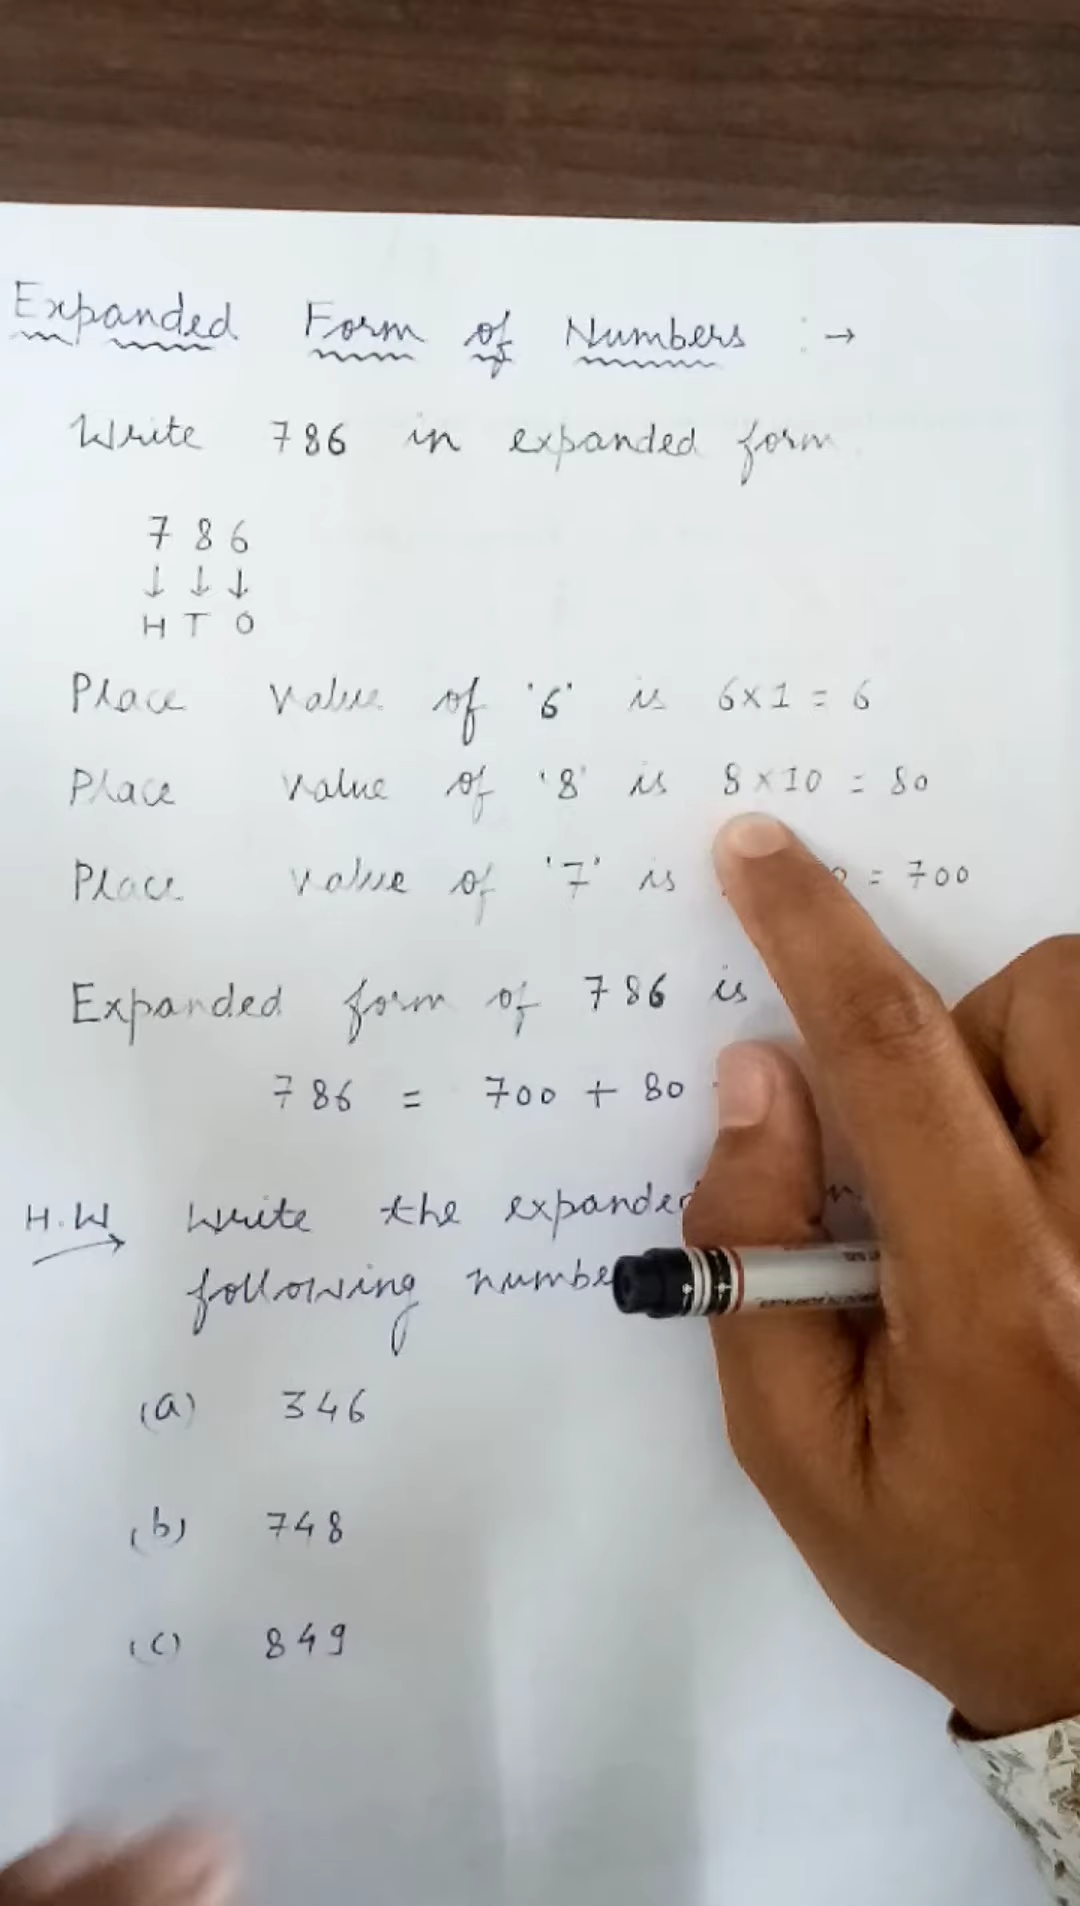 Expanded Form of Numbers :→
Write 786 in expanded form
7 8 6
↓ ↓ ↓
H T O
Place value of '6' is 6×1 = 6
Place value of '8' is 8×10 = 80
Place value of '7' is = 700
Expanded form of 786 is
786 = 700 + 80
H.W → Write the expanded
following numbe
(a) 346
(b) 748
(c) 849